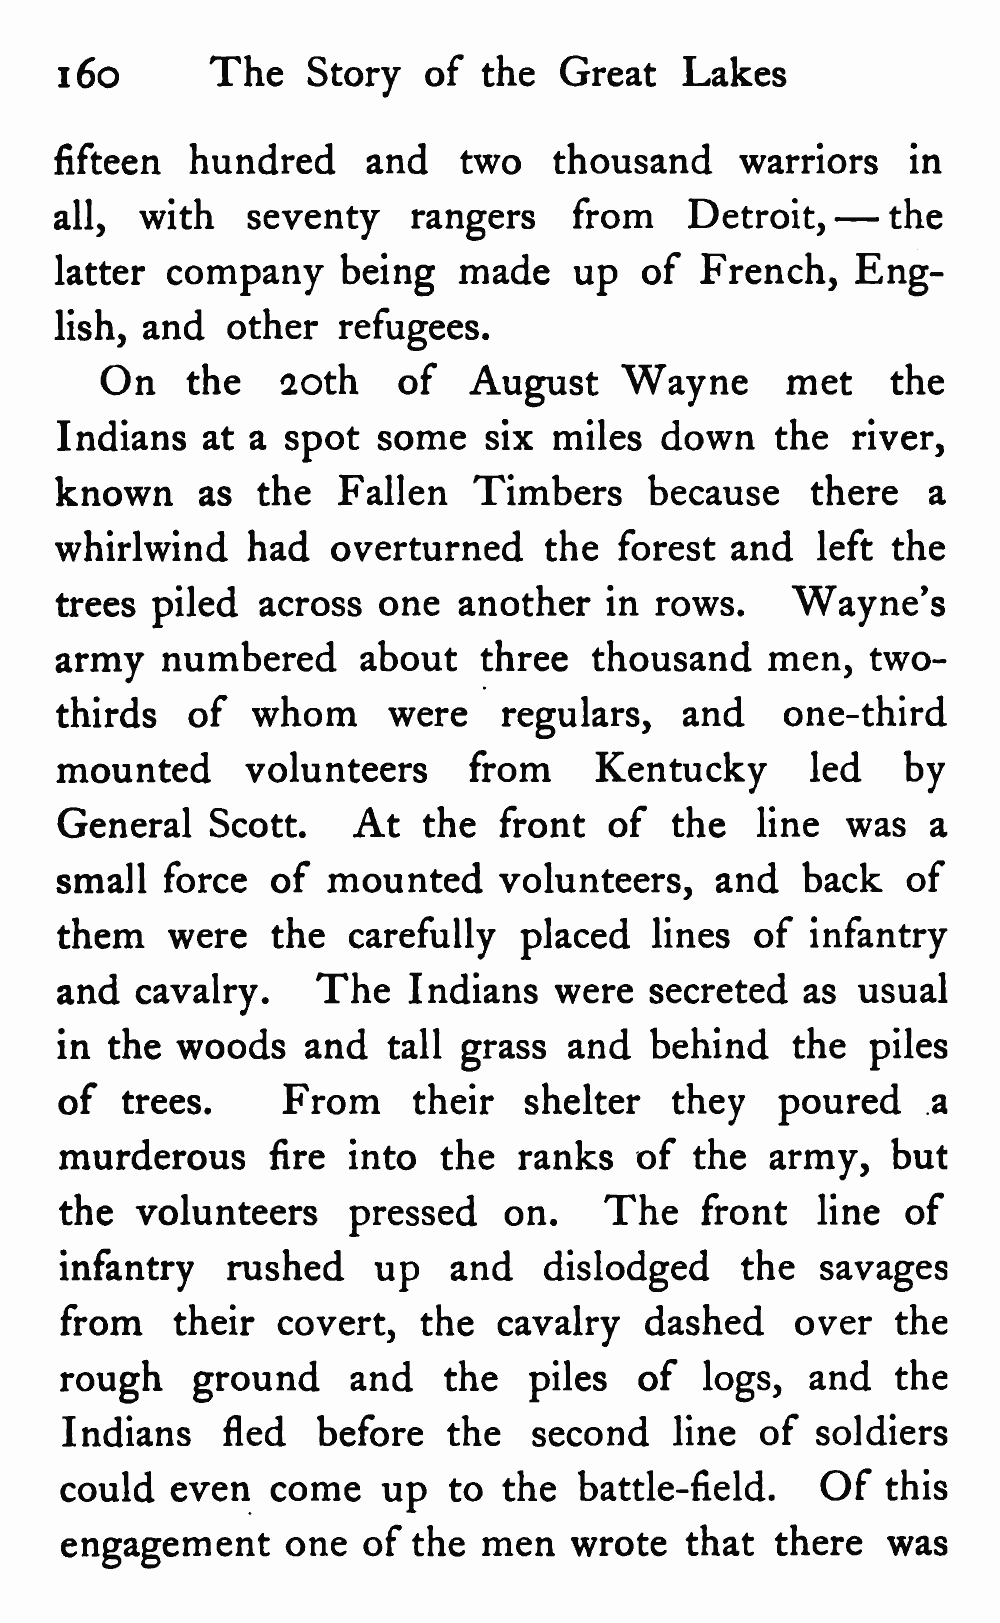 160 The Story of the Great Lakes
fifteen hundred and two thousand warriors in
all, with seventy rangers from Detroit, — the
latter company being made up of French, Eng-
lish, and other refugees.
On the 20th of August Wayne met the
Indians at a spot some six miles down the river,
known as the Fallen Timbers because there a
whirlwind had overturned the forest and left the
trees piled across one another in rows. Wayne's
army numbered about three thousand men, two-
thirds of whom were regulars, and one-third
mounted volunteers from Kentucky led by
General Scott. At the front of the line was a
small force of mounted volunteers, and back of
them were the carefully placed lines of infantry
and cavalry. The Indians were secreted as usual
in the woods and tall grass and behind the piles
of trees. From their shelter they poured a
murderous fire into the ranks of the army, but
the volunteers pressed on. The front line of
infantry rushed up and dislodged the savages
from their covert, the cavalry dashed over the
rough ground and the piles of logs, and the
Indians fled before the second line of soldiers
could even come up to the battle-field. Of this
engagement one of the men wrote that there was